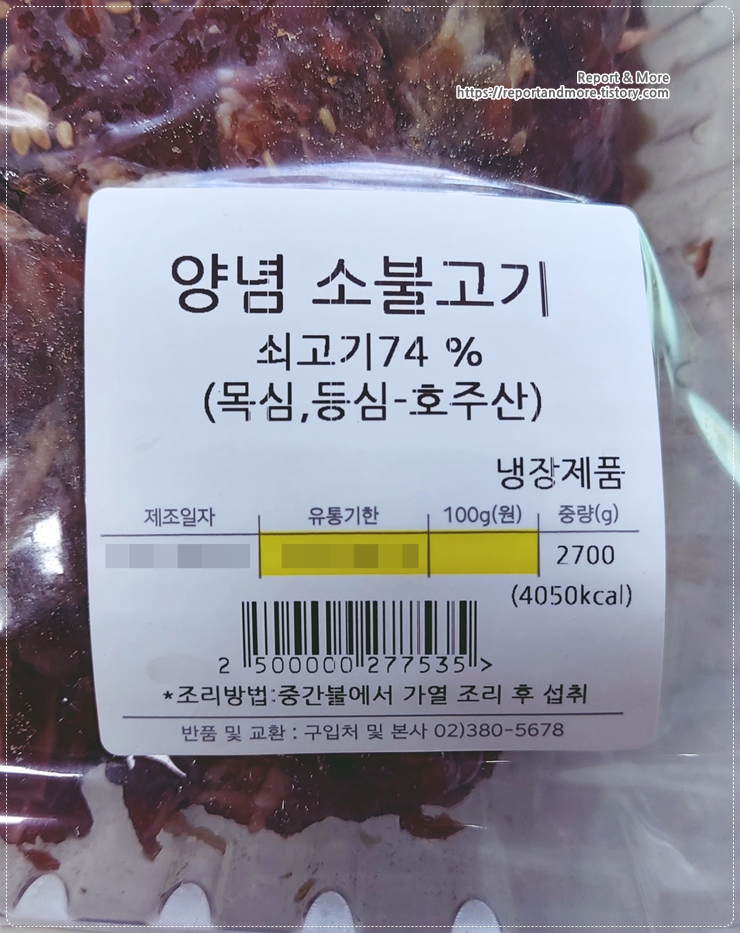 Report & More
https://reportandmore.tistory.com
양념 소불고기
쇠고기74 %
(목심,등심-호주산)
냉장제품
제조일자 유통기한 100g(원) 중량(g)
2700
(4050kcal)
2 500000 277535 >
*조리방법:중간불에서 가열 조리 후 섭취
반품 및 교환 : 구입처 및 본사 02)380-5678